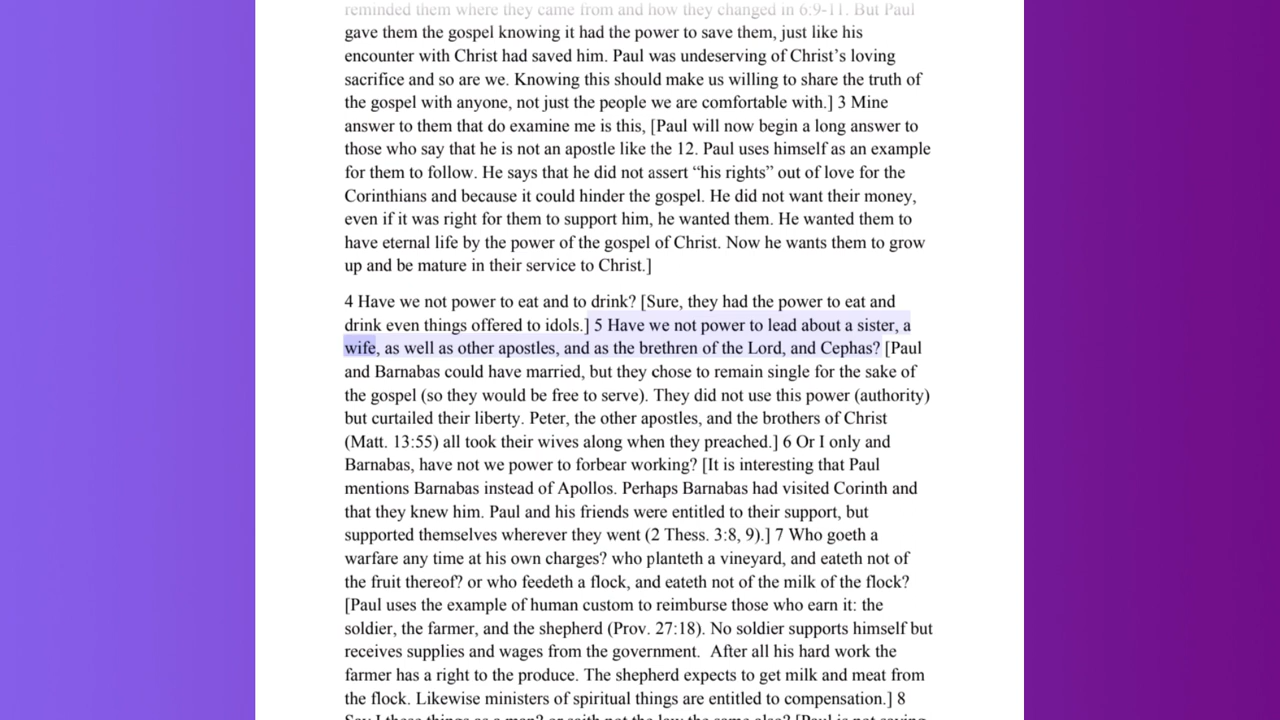 reminded them where they came from and how they changed in 6:9-11. But Paul
gave them the gospel knowing it had the power to save them, just like his
encounter with Christ had saved him. Paul was undeserving of Christ’s loving
sacrifice and so are we. Knowing this should make us willing to share the truth of
the gospel with anyone, not just the people we are comfortable with.] 3 Mine
answer to them that do examine me is this, [Paul will now begin a long answer to
those who say that he is not an apostle like the 12. Paul uses himself as an example
for them to follow. He says that he did not assert “his rights” out of love for the
Corinthians and because it could hinder the gospel. He did not want their money,
even if it was right for them to support him, he wanted them. He wanted them to
have eternal life by the power of the gospel of Christ. Now he wants them to grow
up and be mature in their service to Christ.]
4 Have we not power to eat and to drink? [Sure, they had the power to eat and
drink even things offered to idols.] 5 Have we not power to lead about a sister, a
wife, as well as other apostles, and as the brethren of the Lord, and Cephas? [Paul
and Barnabas could have married, but they chose to remain single for the sake of
the gospel (so they would be free to serve). They did not use this power (authority)
but curtailed their liberty. Peter, the other apostles, and the brothers of Christ
(Matt. 13:55) all took their wives along when they preached.] 6 Or I only and
Barnabas, have not we power to forbear working? [It is interesting that Paul
mentions Barnabas instead of Apollos. Perhaps Barnabas had visited Corinth and
that they knew him. Paul and his friends were entitled to their support, but
supported themselves wherever they went (2 Thess. 3:8, 9).] 7 Who goeth a
warfare any time at his own charges? who planteth a vineyard, and eateth not of
the fruit thereof? or who feedeth a flock, and eateth not of the milk of the flock?
[Paul uses the example of human custom to reimburse those who earn it: the
soldier, the farmer, and the shepherd (Prov. 27:18). No soldier supports himself but
receives supplies and wages from the government. After all his hard work the
farmer has a right to the produce. The shepherd expects to get milk and meat from
the flock. Likewise ministers of spiritual things are entitled to compensation.] 8
Say I these things as a man? or saith not the law the same also? [Paul is not saying